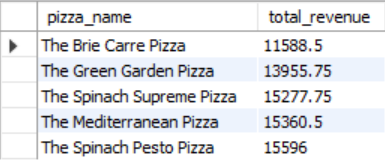 pizza_name total_revenue
The Brie Carre Pizza 11588.5
The Green Garden Pizza 13955.75
The Spinach Supreme Pizza 15277.75
The Mediterranean Pizza 15360.5
The Spinach Pesto Pizza 15596